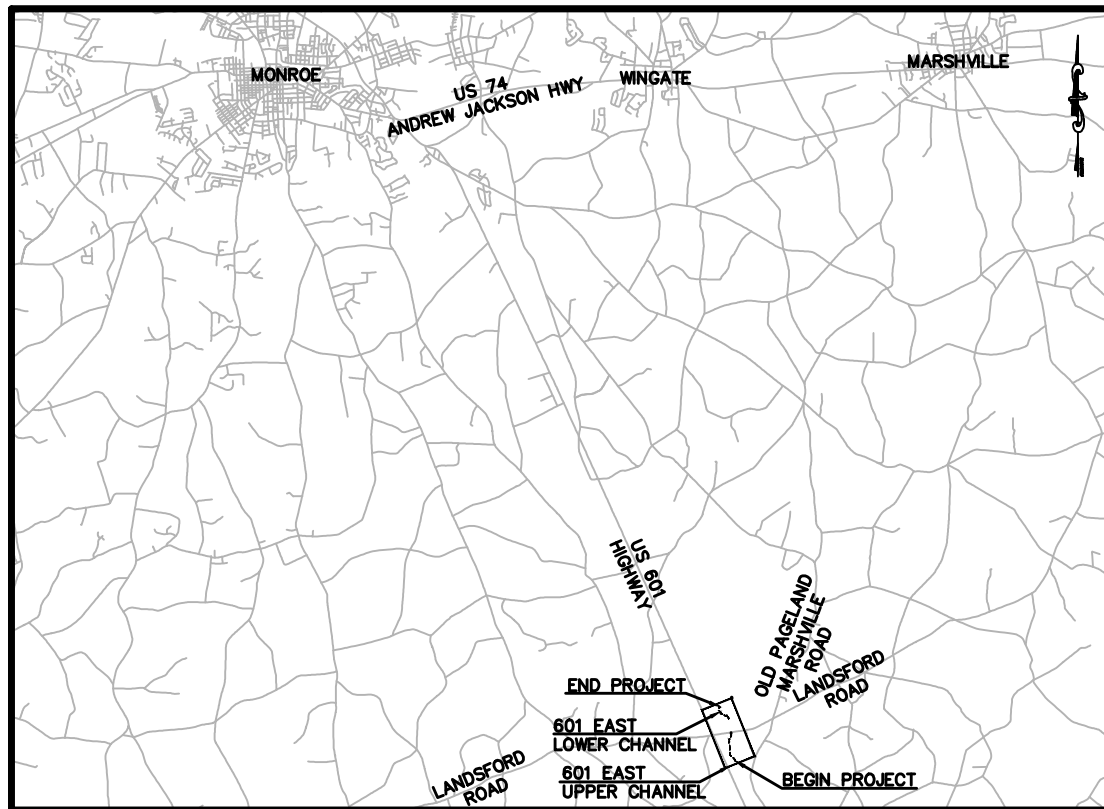 MONROE
US 74
ANDREW JACKSON HWY
WINGATE
MARSHVILLE
US 601
HIGHWAY
OLD PAGELAND
MARSHVILLE
ROAD
LANDSFORD
ROAD
END PROJECT
601 EAST
LOWER CHANNEL
601 EAST
UPPER CHANNEL
BEGIN PROJECT
LANDSFORD
ROAD